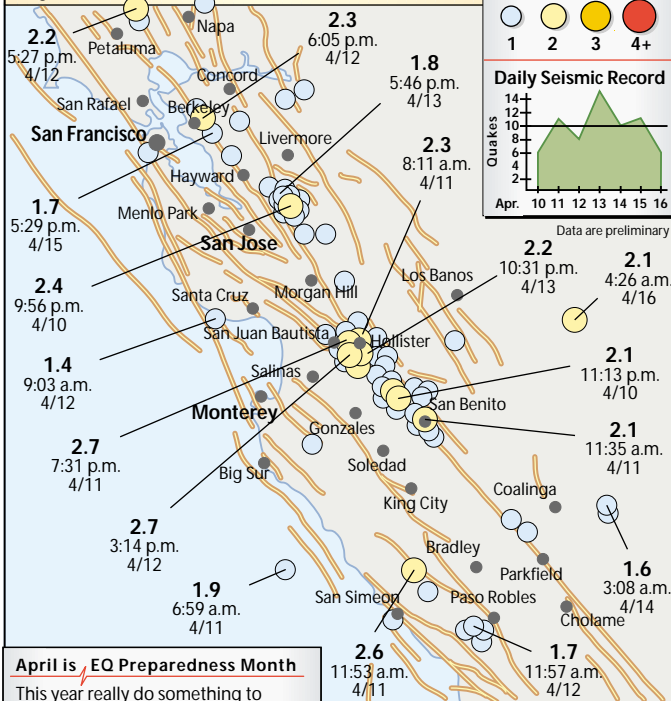 2.2
5:27 p.m.
4/12
Petaluma
Napa
2.3
6:05 p.m.
4/12
Concord
1.8
5:46 p.m.
4/13
San Rafael
Berkeley
San Francisco
Livermore
2.3
8:11 a.m.
4/11
Hayward
1.7
5:29 p.m.
4/15
Menlo Park
San Jose
2.4
9:56 p.m.
4/10
Santa Cruz
Morgan Hill
Los Banos
2.2
10:31 p.m.
4/13
2.1
4:26 a.m.
4/16
San Juan Bautista
Hollister
1.4
9:03 a.m.
4/12
Salinas
2.1
11:13 p.m.
4/10
Monterey
San Benito
Gonzales
2.7
7:31 p.m.
4/11
2.1
11:35 a.m.
4/11
Big Sur
Soledad
King City
Coalinga
2.7
3:14 p.m.
4/12
Bradley
Parkfield
1.6
3:08 a.m.
4/14
1.9
6:59 a.m.
4/11
San Simeon
Paso Robles
Cholame
2.6
11:53 a.m.
4/11
1.7
11:57 a.m.
4/12
1 2 3 4+
Daily Seismic Record
Quakes
14
12
10
8
6
4
2
Apr. 10 11 12 13 14 15 16
Data are preliminary
April is EQ Preparedness Month
This year really do something to